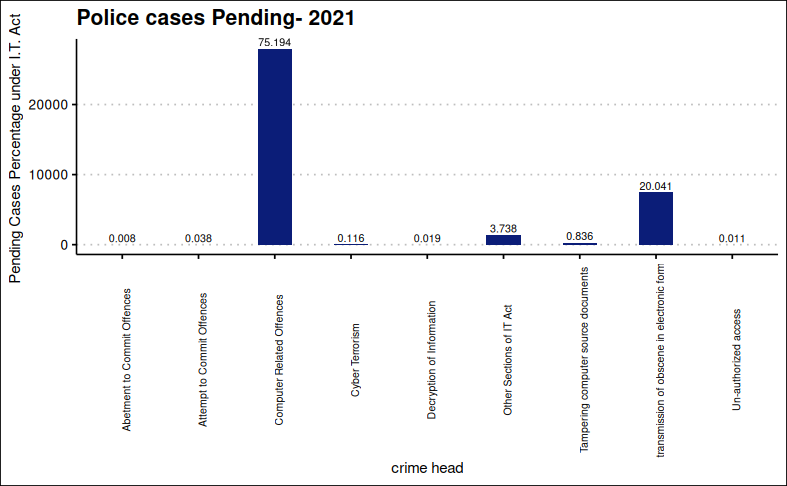 Police cases Pending- 2021
Pending Cases Percentage under I.T. Act
20000
10000
0
0.008
0.038
75.194
0.116
0.019
3.738
0.836
20.041
0.011
Abetment to Commit Offences
Attempt to Commit Offences
Computer Related Offences
Cyber Terrorism
Decryption of Information
Other Sections of IT Act
Tampering computer source documents
transmission of obscene in electronic form
Un-authorized access
crime head